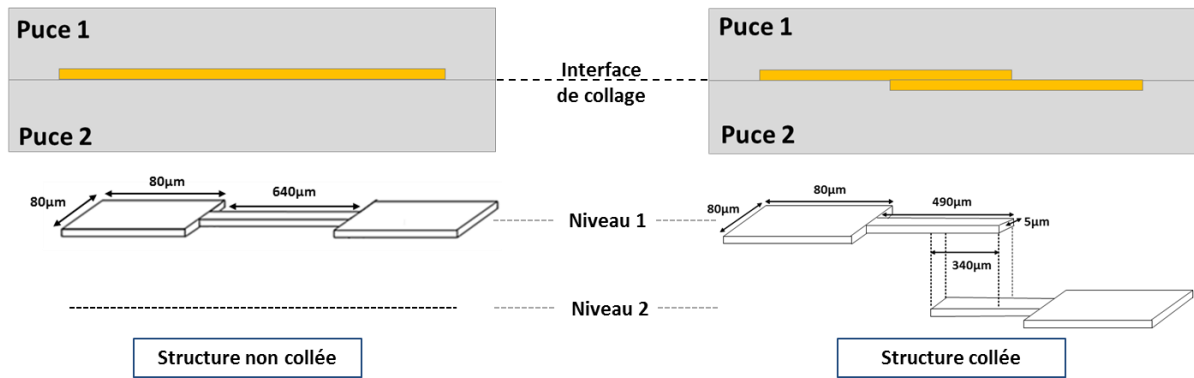 Puce 1
Puce 2
Interface
de collage
Puce 1
Puce 2
80µm
80µm
640µm
Niveau 1
80µm
80µm
490µm
5µm
340µm
Niveau 2
Structure non collée
Structure collée